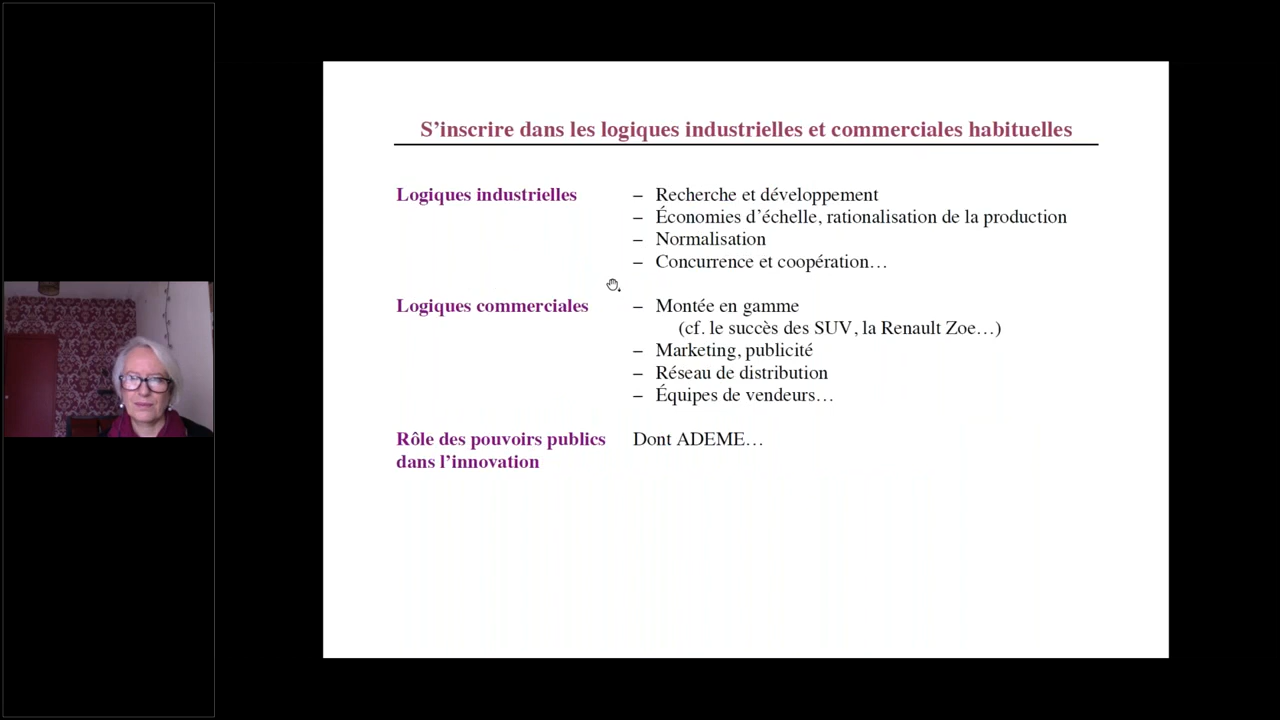 S’inscrire dans les logiques industrielles et commerciales habituelles
Logiques industrielles
– Recherche et développement
– Économies d’échelle, rationalisation de la production
– Normalisation
– Concurrence et coopération…
Logiques commerciales
– Montée en gamme
(cf. le succès des SUV, la Renault Zoe…)
– Marketing, publicité
– Réseau de distribution
– Équipes de vendeurs…
Rôle des pouvoirs publics
dans l’innovation
Dont ADEME…